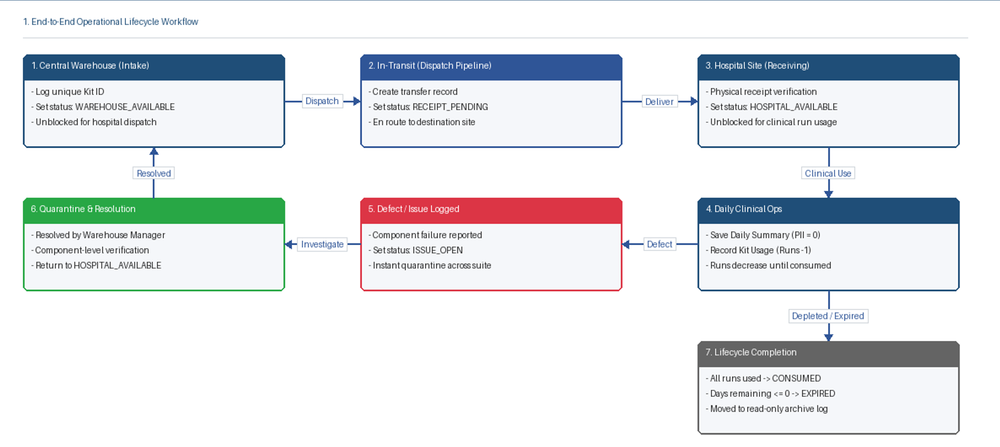 1. End-to-End Operational Lifecycle Workflow
1. Central Warehouse (Intake)
- Log unique Kit ID
- Set status: WAREHOUSE_AVAILABLE
- Unblocked for hospital dispatch
Dispatch
2. In-Transit (Dispatch Pipeline)
- Create transfer record
- Set status: RECEIPT_PENDING
- En route to destination site
Deliver
3. Hospital Site (Receiving)
- Physical receipt verification
- Set status: HOSPITAL_AVAILABLE
- Unblocked for clinical run usage
Clinical Use
4. Daily Clinical Ops
- Save Daily Summary (PII = 0)
- Record Kit Usage (Runs -1)
- Runs decrease until consumed
Defect
5. Defect / Issue Logged
- Component failure reported
- Set status: ISSUE_OPEN
- Instant quarantine across suite
Investigate
6. Quarantine & Resolution
- Resolved by Warehouse Manager
- Component-level verification
- Return to HOSPITAL_AVAILABLE
Resolved
Depleted / Expired
7. Lifecycle Completion
- All runs used -> CONSUMED
- Days remaining <= 0 -> EXPIRED
- Moved to read-only archive log